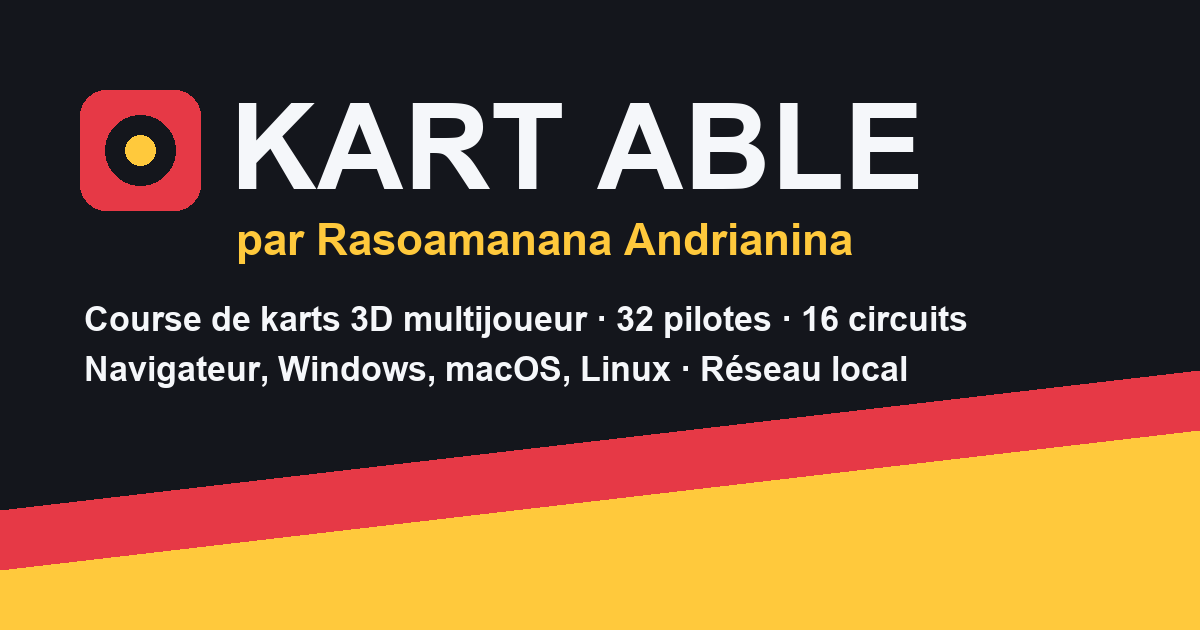 KART ABLE
par Rasoamanana Andrianina
Course de karts 3D multijoueur · 32 pilotes · 16 circuits
Navigateur, Windows, macOS, Linux · Réseau local